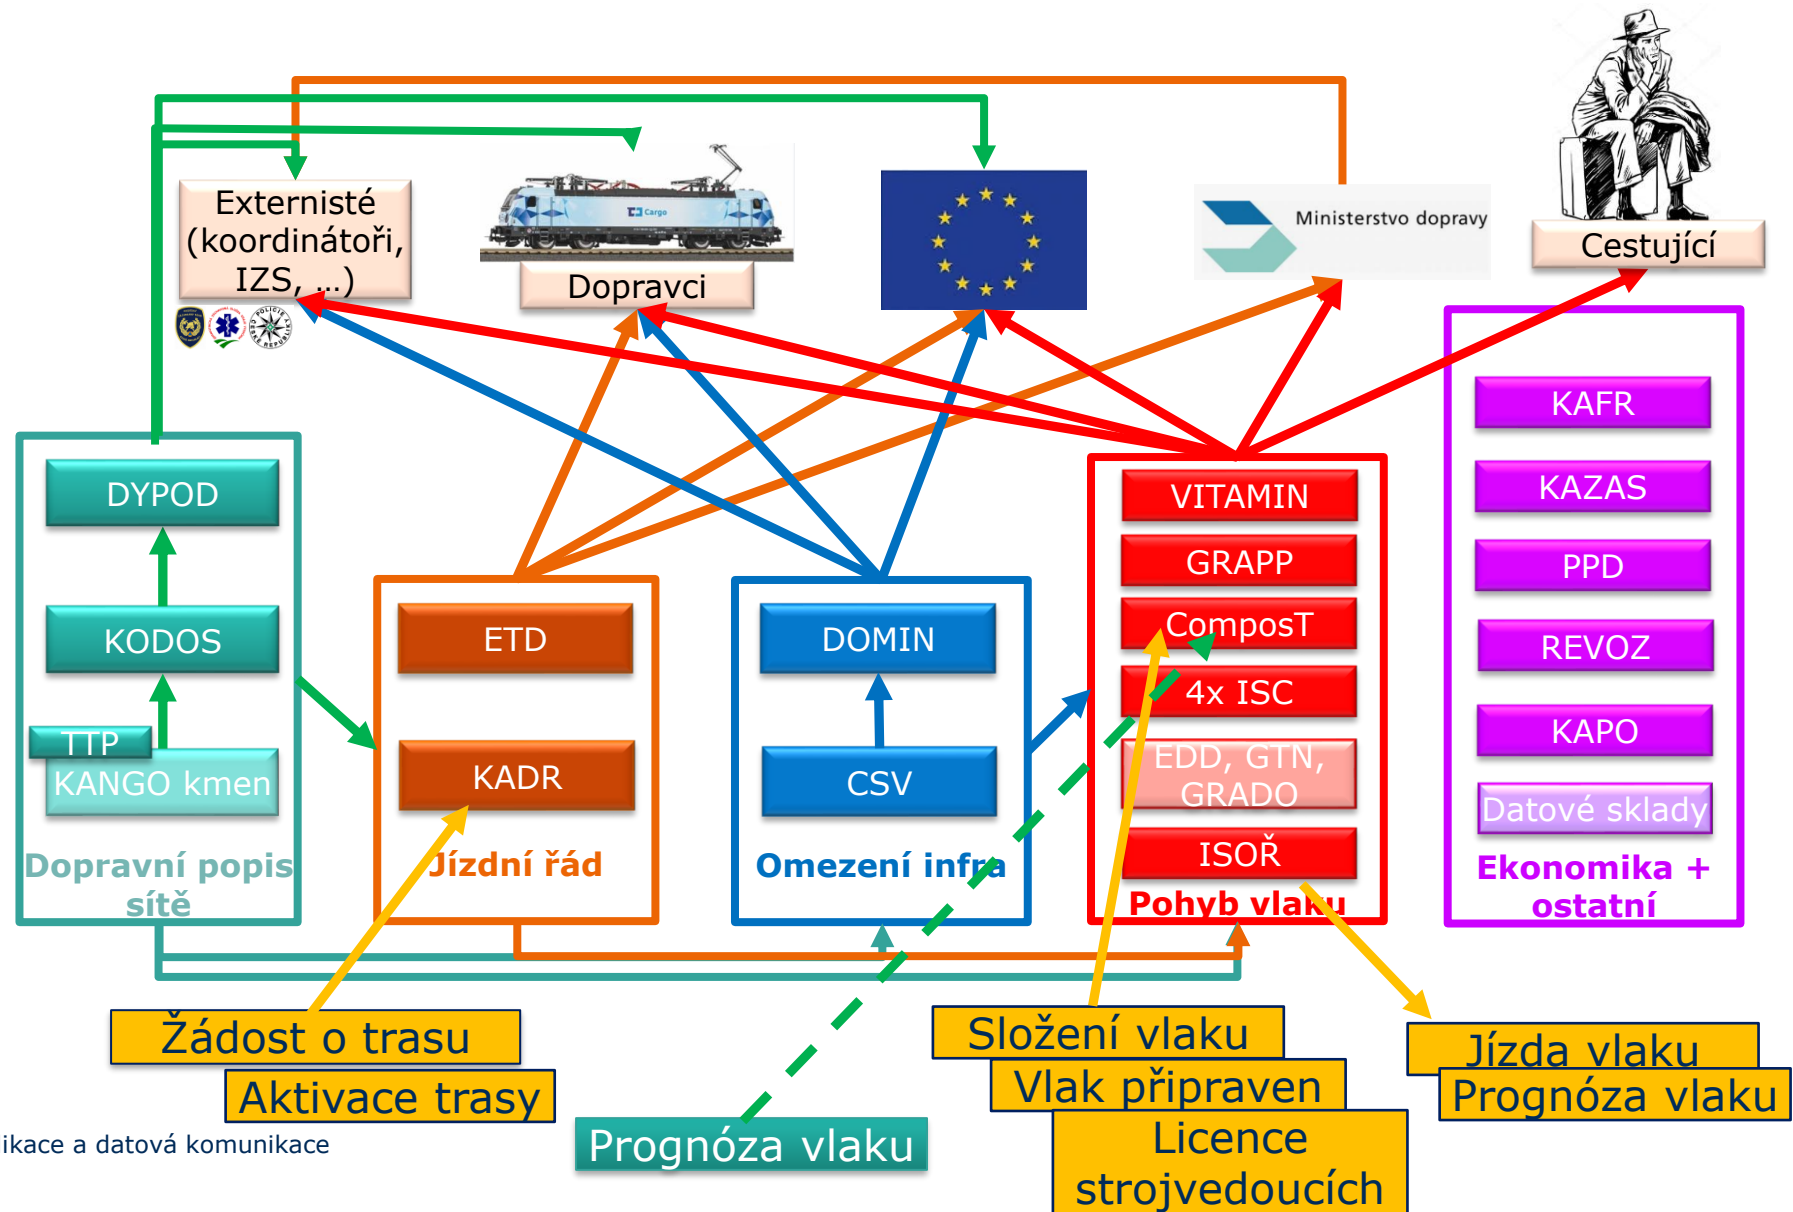 Externisté
(koordinátoři,
IZS, ...)
Cargo
Dopravci
Ministerstvo dopravy
Cestující
DYPOD
KODOS
TTP
KANGO kmen
Dopravní popis
sítě
ETD
KADR
Jízdní řád
DOMIN
CSV
Omezení infra
VITAMIN
GRAPP
ComposT
4x ISC
EDD, GTN,
GRADO
ISOŘ
Pohyb vlaku
KAFR
KAZAS
PPD
REVOZ
KAPO
Datové sklady
Ekonomika +
ostatní
Žádost o trasu
Aktivace trasy
Prognóza vlaku
Složení vlaku
Vlak připraven
Licence
strojvedoucích
Jízda vlaku
Prognóza vlaku
ikace a datová komunikace